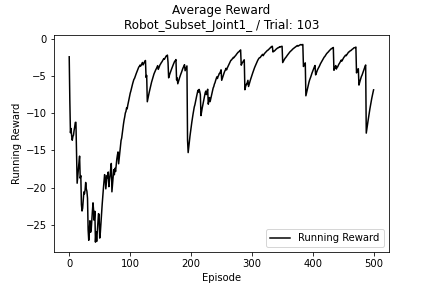 Average Reward
Robot_Subset_Joint1_ / Trial: 103
0
−5
−10
−15
−20
−25
Running Reward
0
100
200
300
400
500
Episode
Running Reward